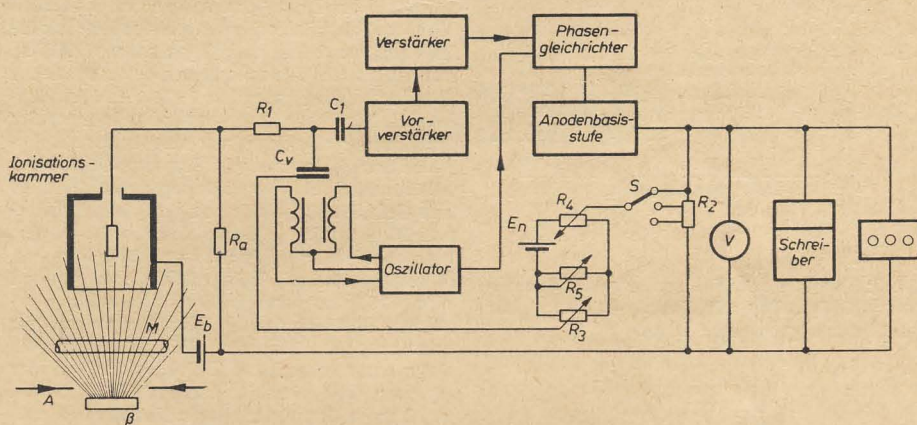 Verstärker
Phasen-
gleichrichter
R1
C1
Vor-
verstärker
Anodenbasis-
stufe
Ionisations-
kammer
Cv
S
R4
R2
En
Ra
Oszillator
R5
V
Schrei-
ber
R3
M
Eb
A
β